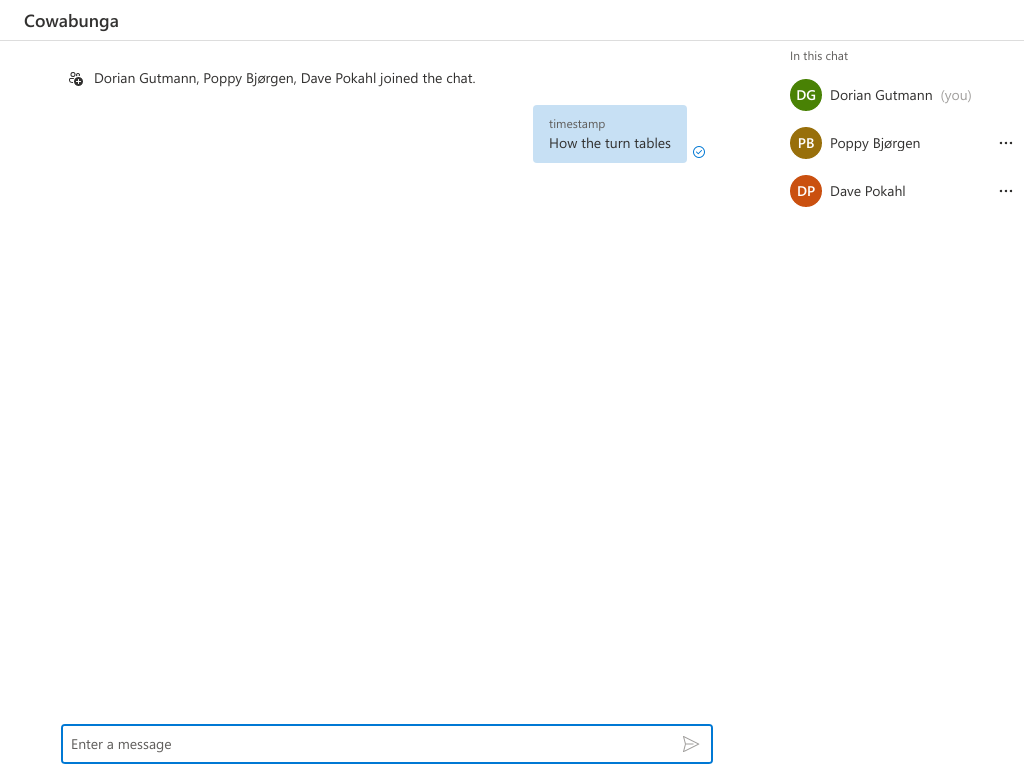 Cowabunga
Dorian Gutmann, Poppy Bjørgen, Dave Pokahl joined the chat.
timestamp
How the turn tables
In this chat
DG Dorian Gutmann (you)
PB Poppy Bjørgen
DP Dave Pokahl
Enter a message